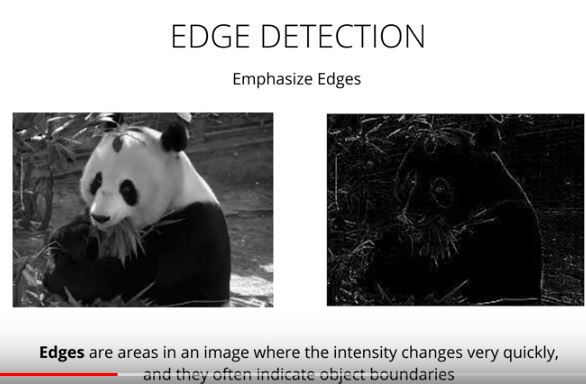 EDGE DETECTION
Emphasize Edges
Edges are areas in an image where the intensity changes very quickly,
and they often indicate object boundaries